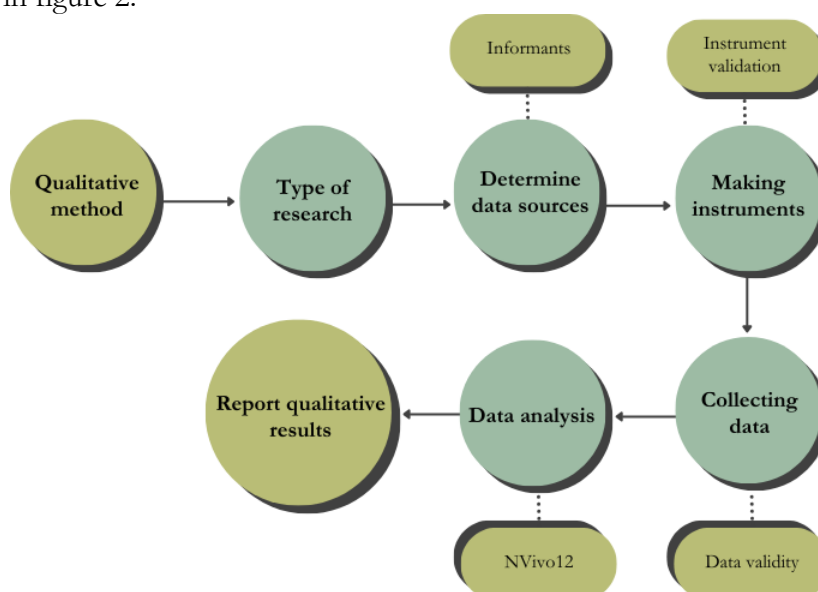 in figure 2.
Informants
Instrument
validation
Qualitative
method
Type of
research
Determine
data sources
Making
instruments
Report qualitative
results
Data analysis
Collecting
data
NVivo12
Data validity